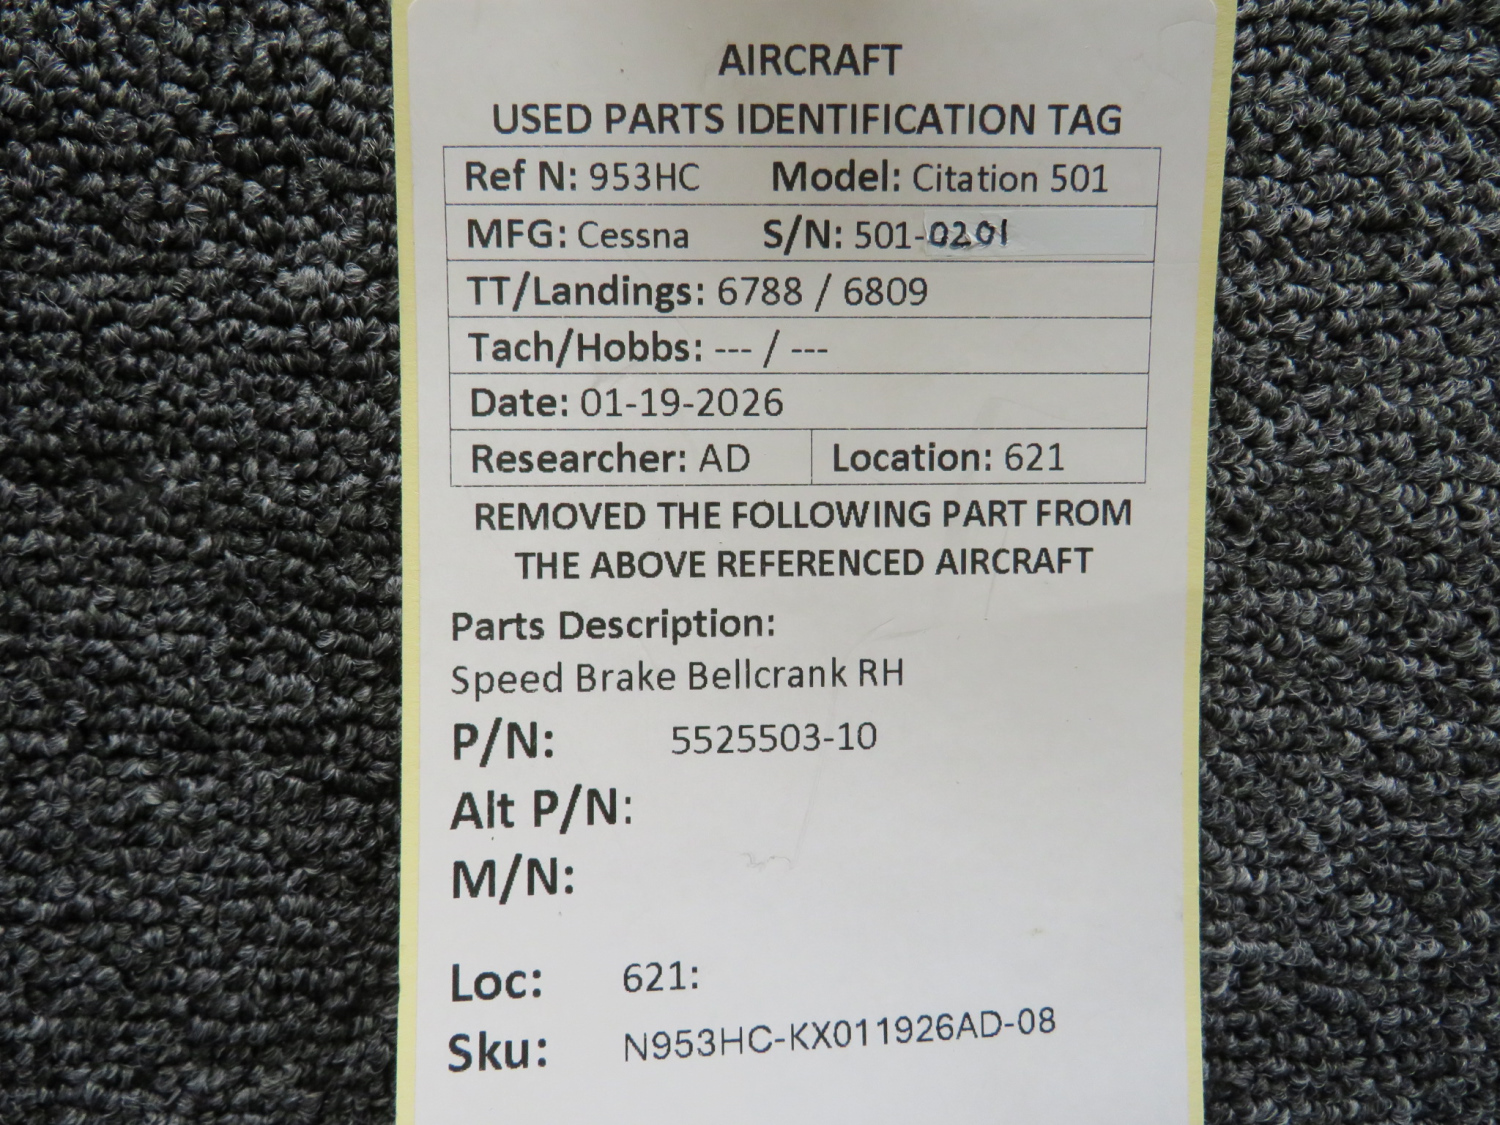 AIRCRAFT
USED PARTS IDENTIFICATION TAG
Ref N: 953HC Model: Citation 501
MFG: Cessna S/N: 501-0201
TT/Landings: 6788 / 6809
Tach/Hobbs: --- / ---
Date: 01-19-2026
Researcher: AD Location: 621
REMOVED THE FOLLOWING PART FROM
THE ABOVE REFERENCED AIRCRAFT
Parts Description:
Speed Brake Bellcrank RH
P/N: 5525503-10
Alt P/N:
M/N:
Loc: 621:
Sku: N953HC-KX011926AD-08